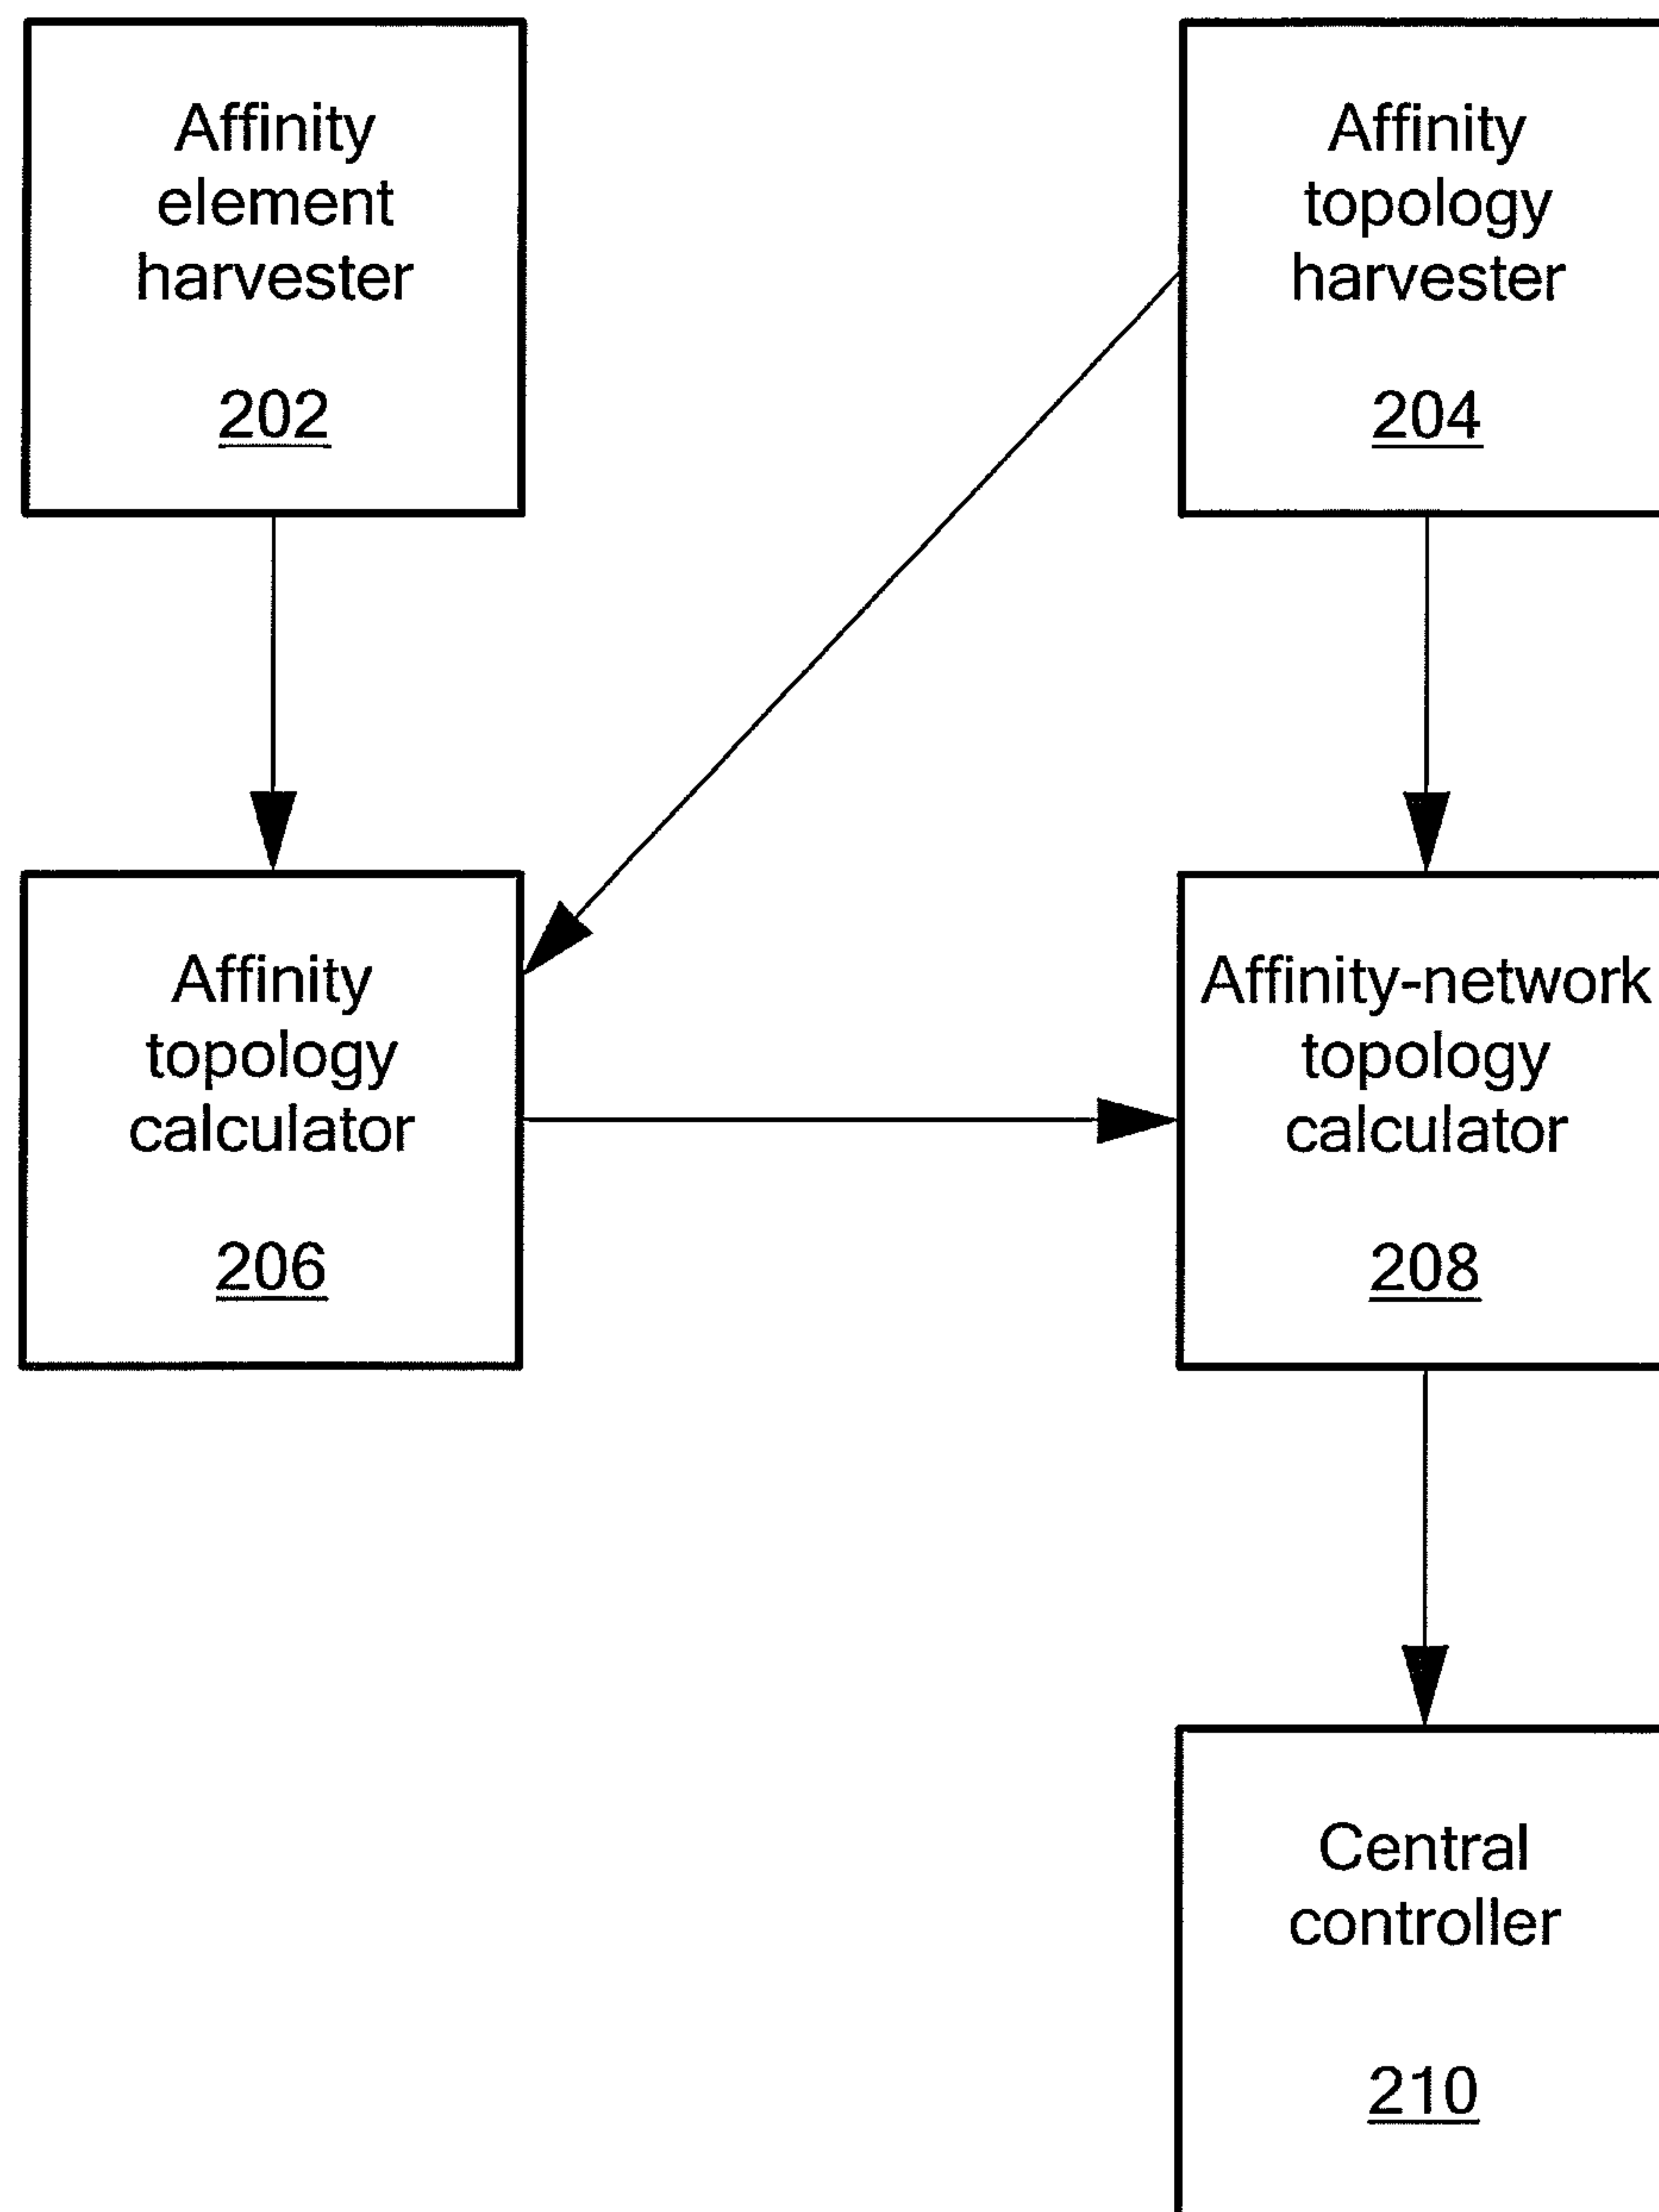 Affinity
element
harvester
202
Affinity
topology
harvester
204
Affinity
topology
calculator
206
Affinity-network
topology
calculator
208
Central
controller
210